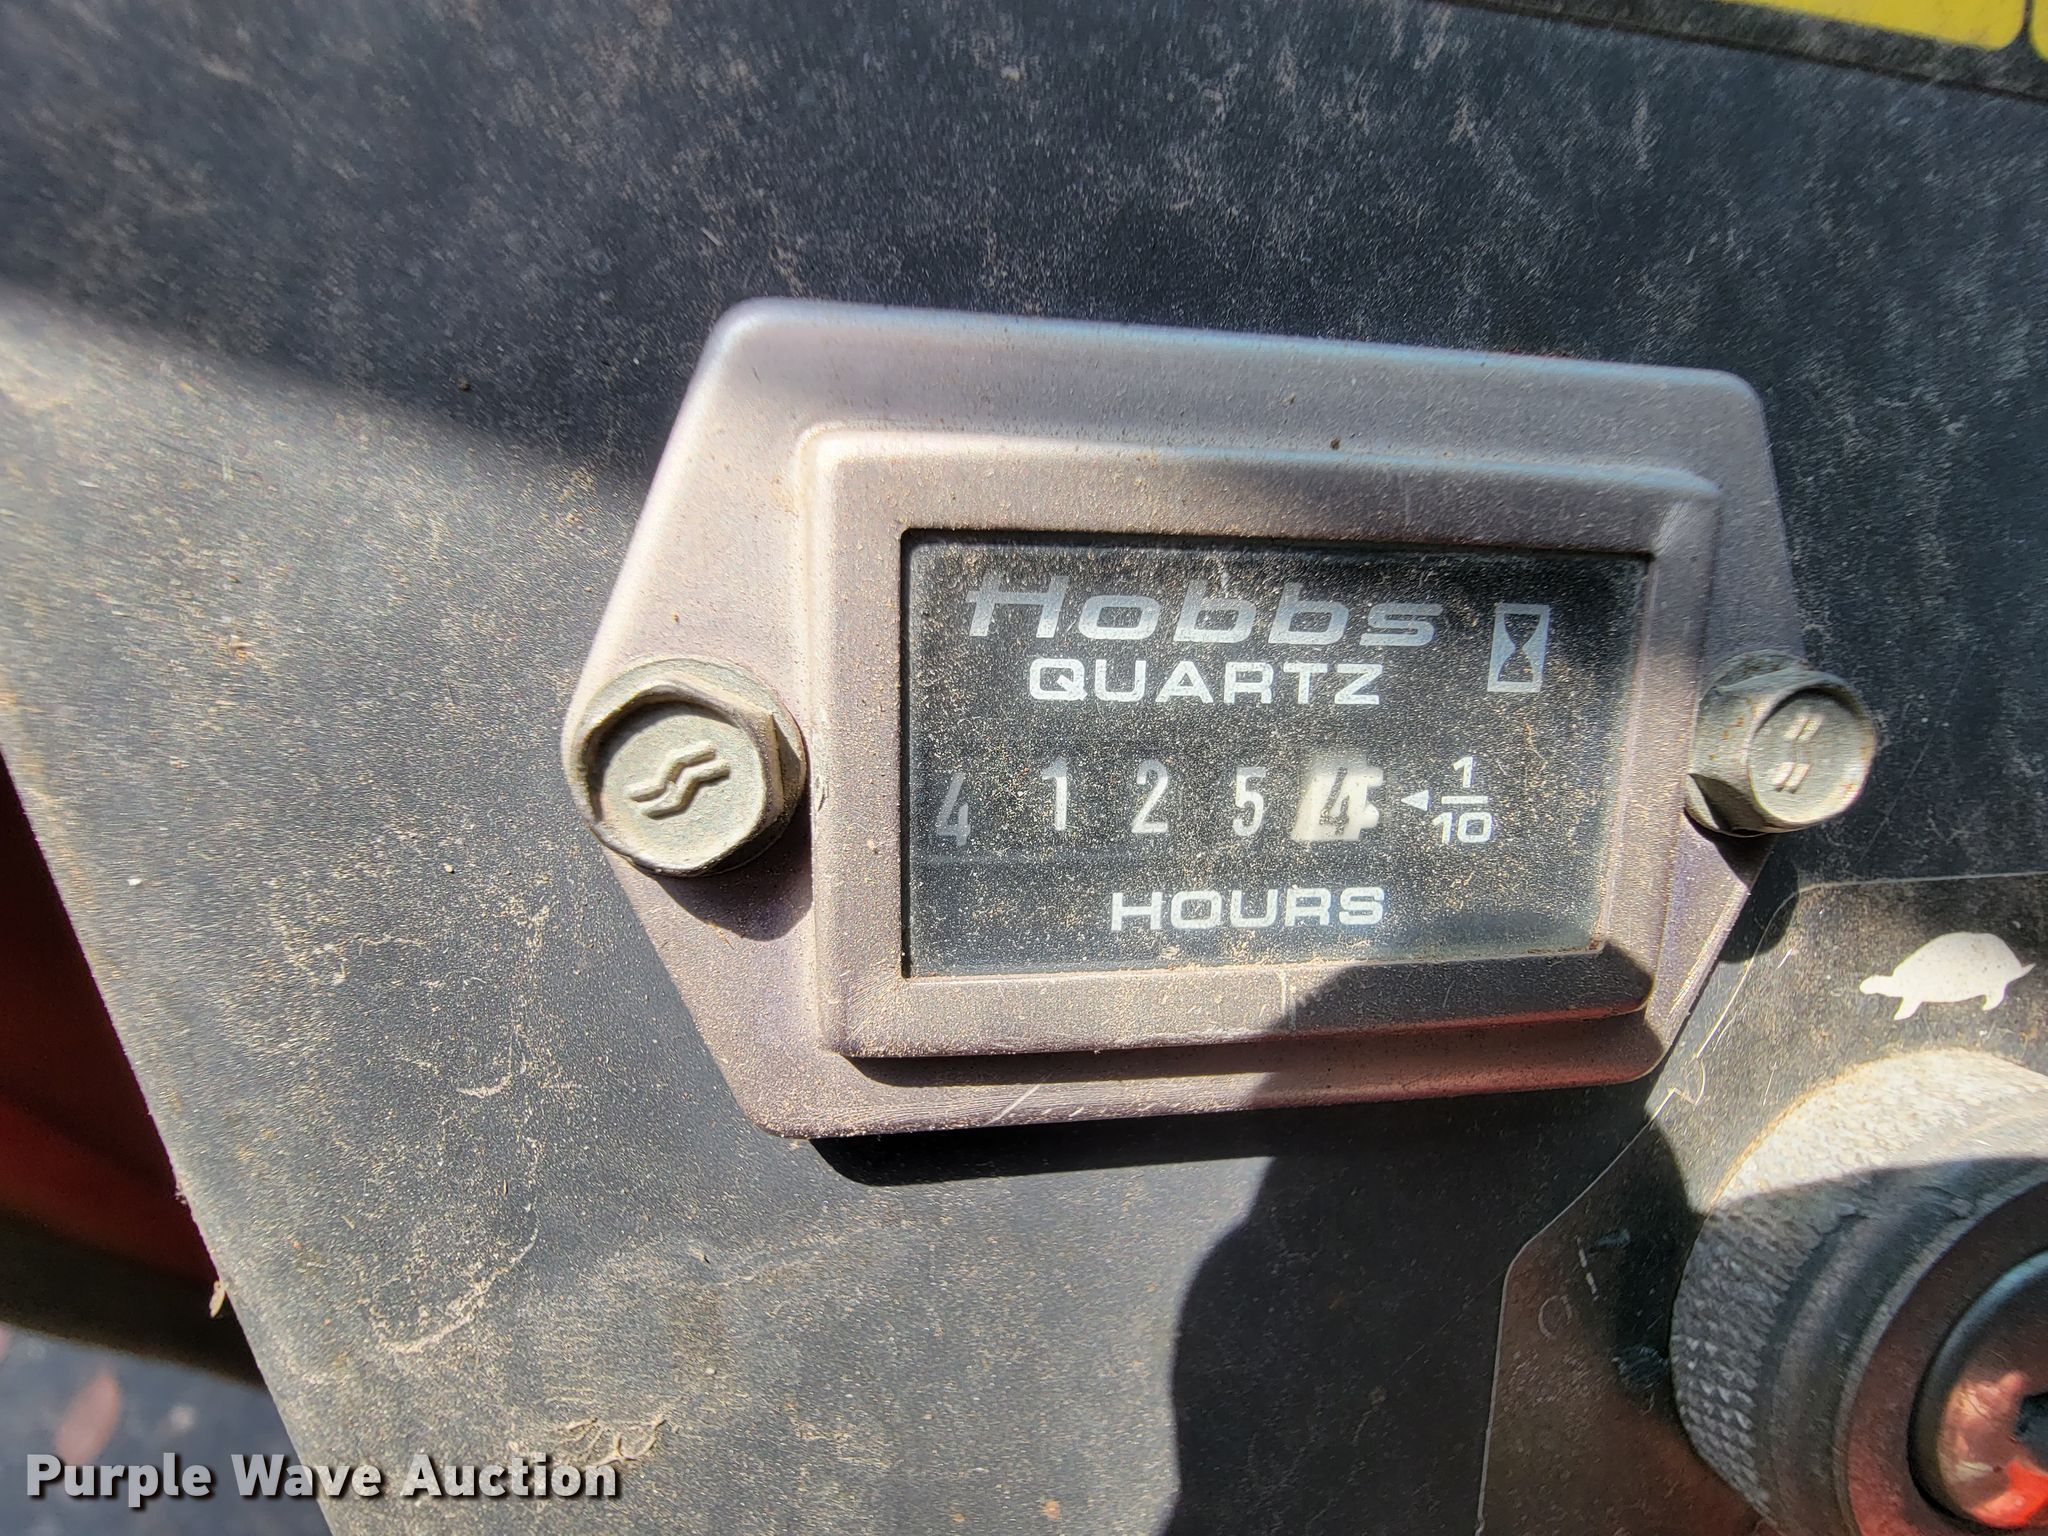 Hobbs
QUARTZ
4 1 2 5 4 1/10
HOURS
Purple Wave Auction